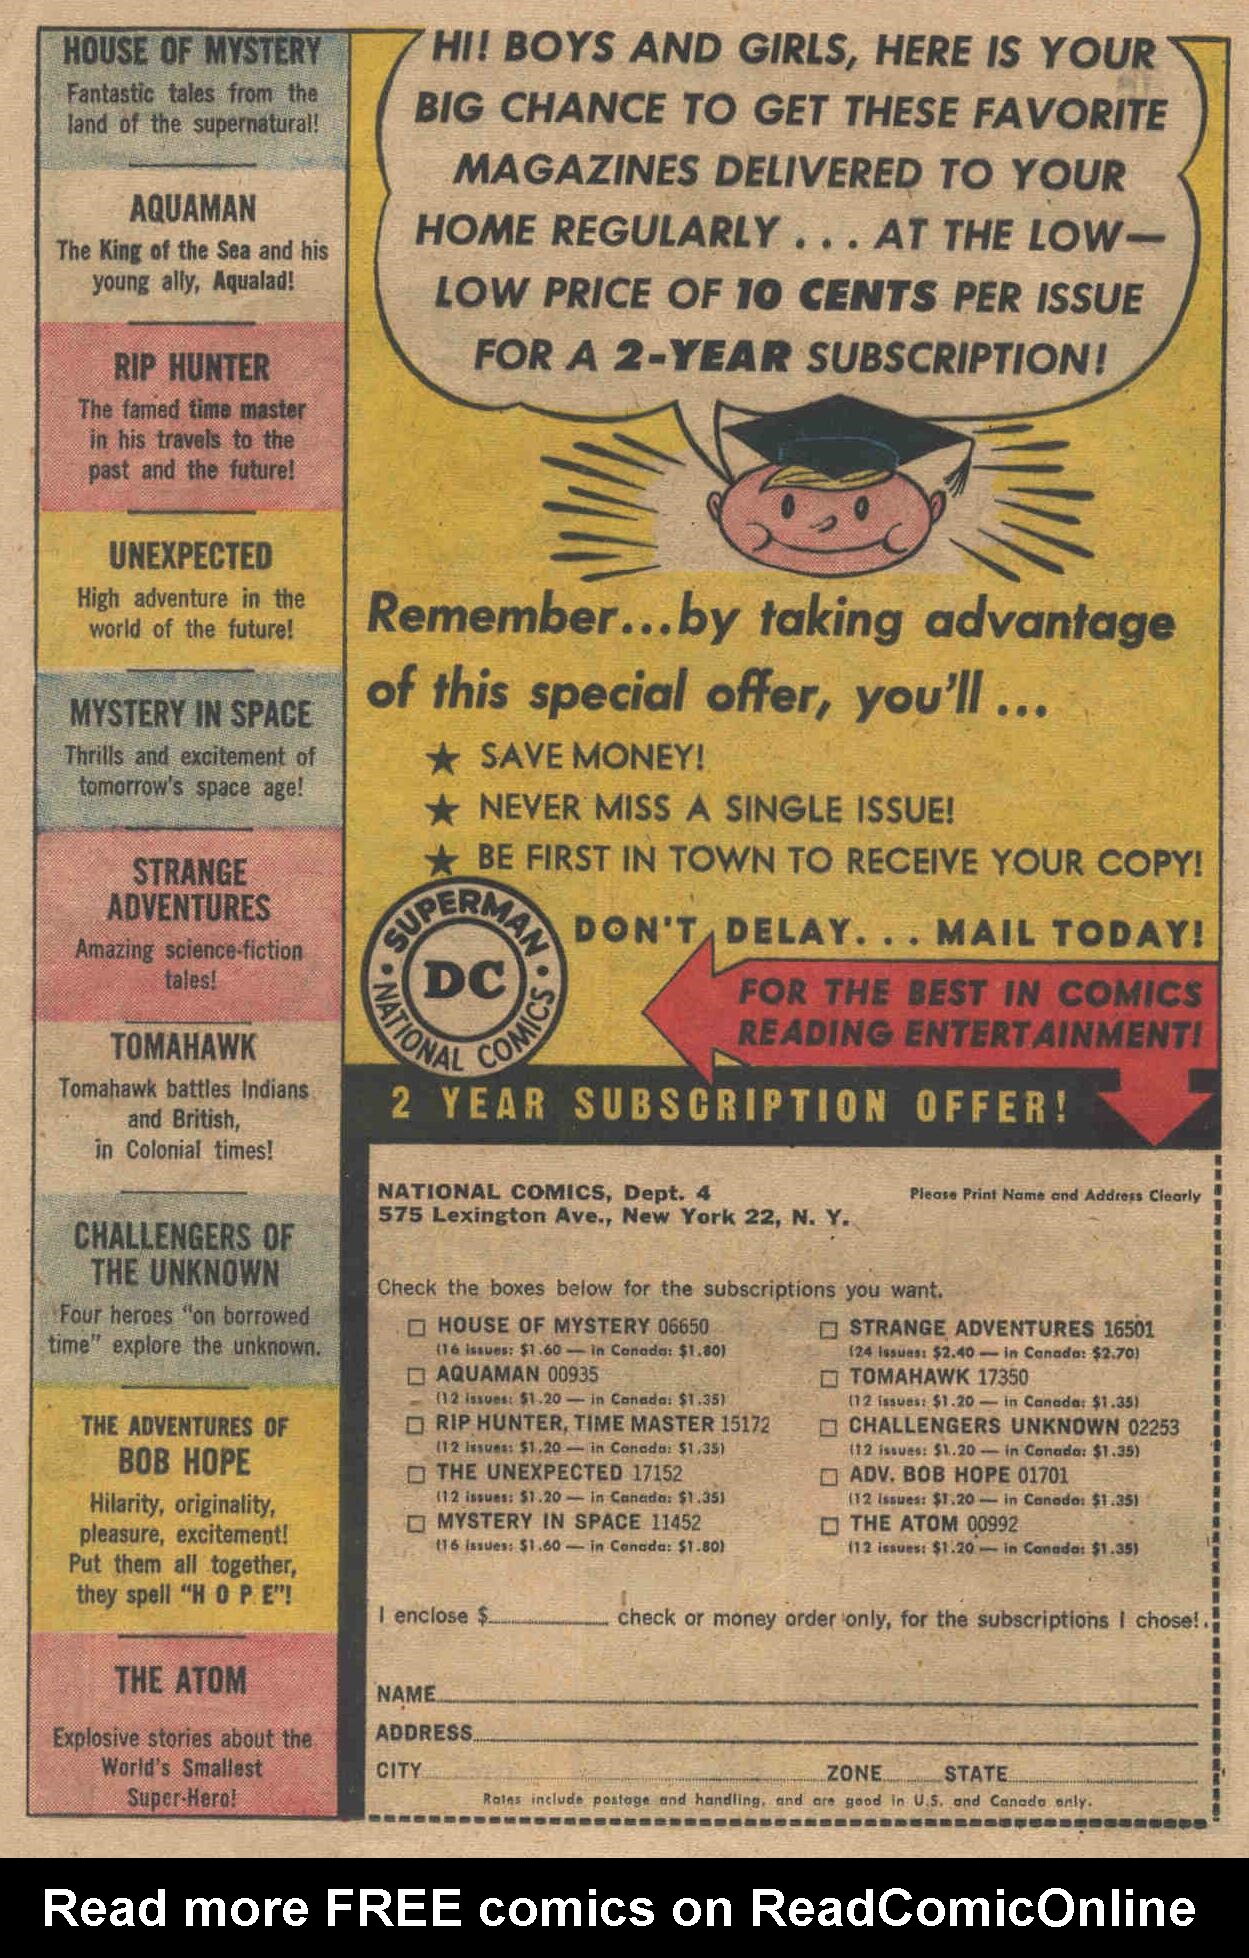 HOUSE OF MYSTERY
Fantastic tales from the
land of the supernatural!
AQUAMAN
The King of the Sea and his
young ally, Aqualad!
RIP HUNTER
The famed time master
in his travels to the
past and the future!
UNEXPECTED
High adventure in the
world of the future!
MYSTERY IN SPACE
Thrills and excitement of
tomorrow's space age!
STRANGE
ADVENTURES
Amazing science-fiction
tales!
TOMAHAWK
Tomahawk battles Indians
and British,
in Colonial times!
CHALLENGERS OF
THE UNKNOWN
Four heroes "on borrowed
time" explore the unknown.
THE ADVENTURES OF
BOB HOPE
Hilarity, originality,
pleasure, excitement!
Put them all together,
they spell "H O P E"!
THE ATOM
Explosive stories about the
World's Smallest
Super-Hero!
HI! BOYS AND GIRLS, HERE IS YOUR
BIG CHANCE TO GET THESE FAVORITE
MAGAZINES DELIVERED TO YOUR
HOME REGULARLY . . . AT THE LOW—
LOW PRICE OF 10 CENTS PER ISSUE
FOR A 2-YEAR SUBSCRIPTION!
Remember...by taking advantage
of this special offer, you'll ...
★ SAVE MONEY!
★ NEVER MISS A SINGLE ISSUE!
★ BE FIRST IN TOWN TO RECEIVE YOUR COPY!
SUPERMAN
DC
NATIONAL COMICS
DON'T DELAY. . . MAIL TODAY!
FOR THE BEST IN COMICS
READING ENTERTAINMENT!
2 YEAR SUBSCRIPTION OFFER!
NATIONAL COMICS, Dept. 4
575 Lexington Ave., New York 22, N. Y.
Please Print Name and Address Clearly
Check the boxes below for the subscriptions you want.
□ HOUSE OF MYSTERY 06650
(16 issues: $1.60 — in Canada: $1.80)
□ AQUAMAN 00935
(12 issues: $1.20 — in Canada: $1.35)
□ RIP HUNTER, TIME MASTER 15172
(12 issues: $1.20 — in Canada: $1.35)
□ THE UNEXPECTED 17152
(12 issues: $1.20 — in Canada: $1.35)
□ MYSTERY IN SPACE 11452
(16 issues: $1.60 — in Canada: $1.80)
□ STRANGE ADVENTURES 16501
(24 issues: $2.40 — in Canada: $2.70)
□ TOMAHAWK 17350
(12 issues: $1.20 — in Canada: $1.35)
□ CHALLENGERS UNKNOWN 02253
(12 issues: $1.20 — in Canada: $1.35)
□ ADV. BOB HOPE 01701
(12 issues: $1.20 — in Canada: $1.35)
□ THE ATOM 00992
(12 issues: $1.20 — in Canada: $1.35)
I enclose $ check or money order only, for the subscriptions I chose!
NAME
ADDRESS
CITY ZONE STATE
Rates include postage and handling, and are good in U.S. and Canada only.
Read more FREE comics on ReadComicOnline